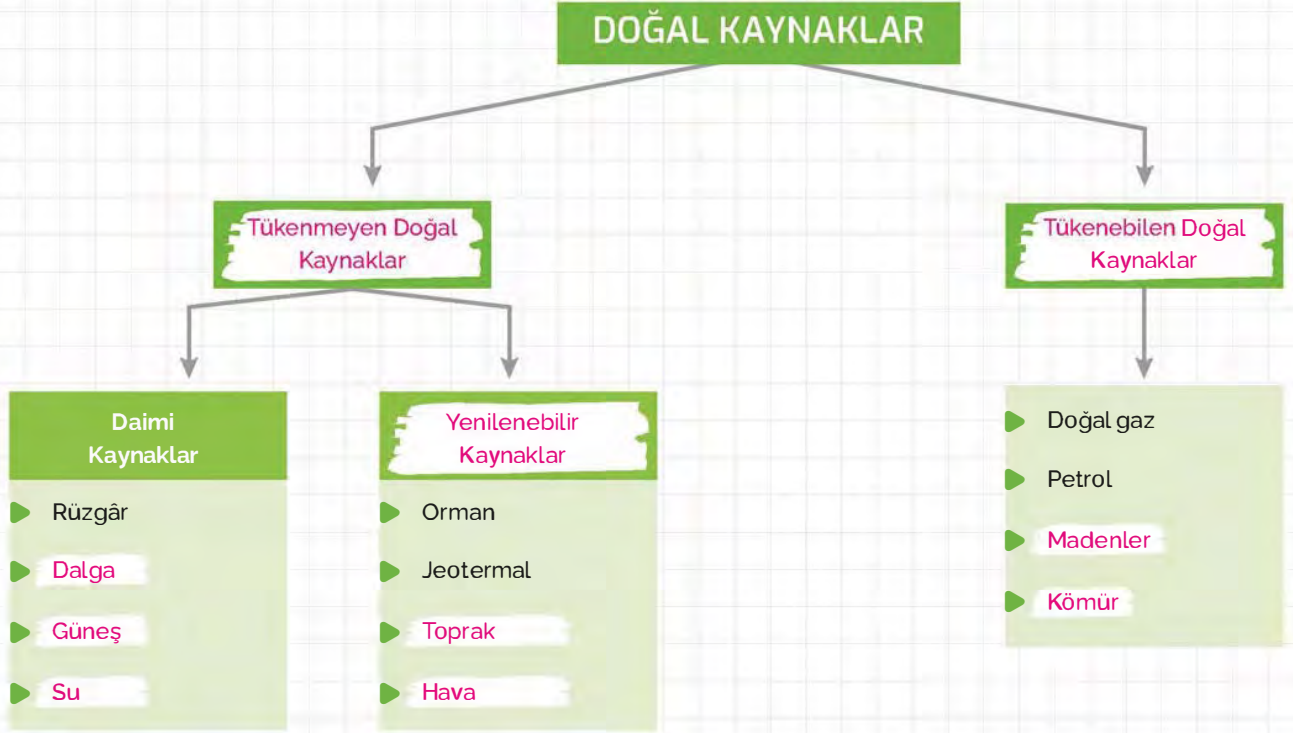 DOĞAL KAYNAKLAR
Tükenmeyen Doğal
Kaynaklar
Tükenebilen Doğal
Kaynaklar
Daimi
Kaynaklar
Rüzgâr
Dalga
Güneş
Su
Yenilenebilir
Kaynaklar
Orman
Jeotermal
Toprak
Hava
Doğal gaz
Petrol
Madenler
Kömür